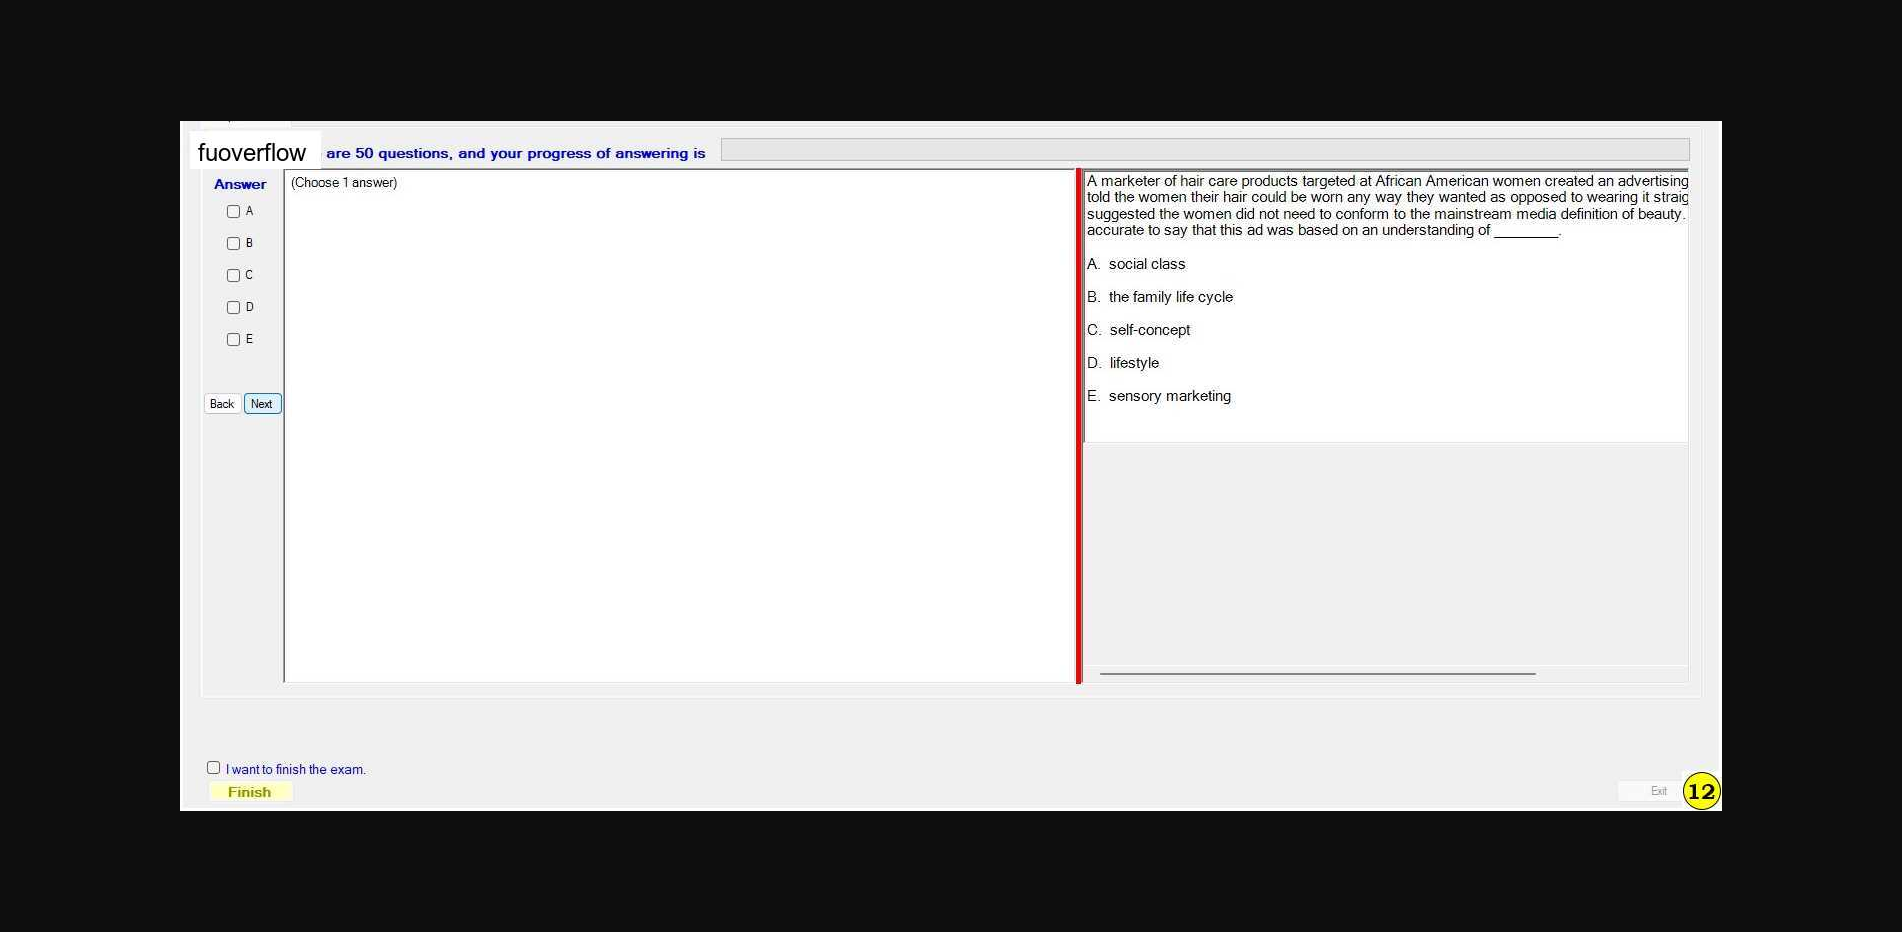 fuoverflow are 50 questions, and your progress of answering is
Answer
(Choose 1 answer)
A
B
C
D
E
Back Next
A marketer of hair care products targeted at African American women created an advertising
told the women their hair could be worn any way they wanted as opposed to wearing it straig
suggested the women did not need to conform to the mainstream media definition of beauty.
accurate to say that this ad was based on an understanding of ________.
A. social class
B. the family life cycle
C. self-concept
D. lifestyle
E. sensory marketing
I want to finish the exam.
Finish
Exit
12